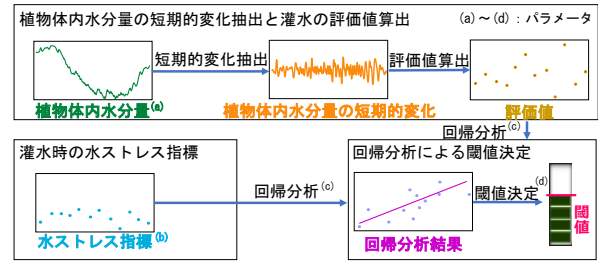 植物体内水分量の短期的変化抽出と灌水の評価値算出
(a)～(d)：パラメータ
短期的変化抽出
評価値算出
植物体内水分量(a)
植物体内水分量の短期的変化
評価値
回帰分析(c)
灌水時の水ストレス指標
回帰分析による閾値決定
回帰分析(c)
閾値決定(d)
閾値
水ストレス指標(b)
回帰分析結果